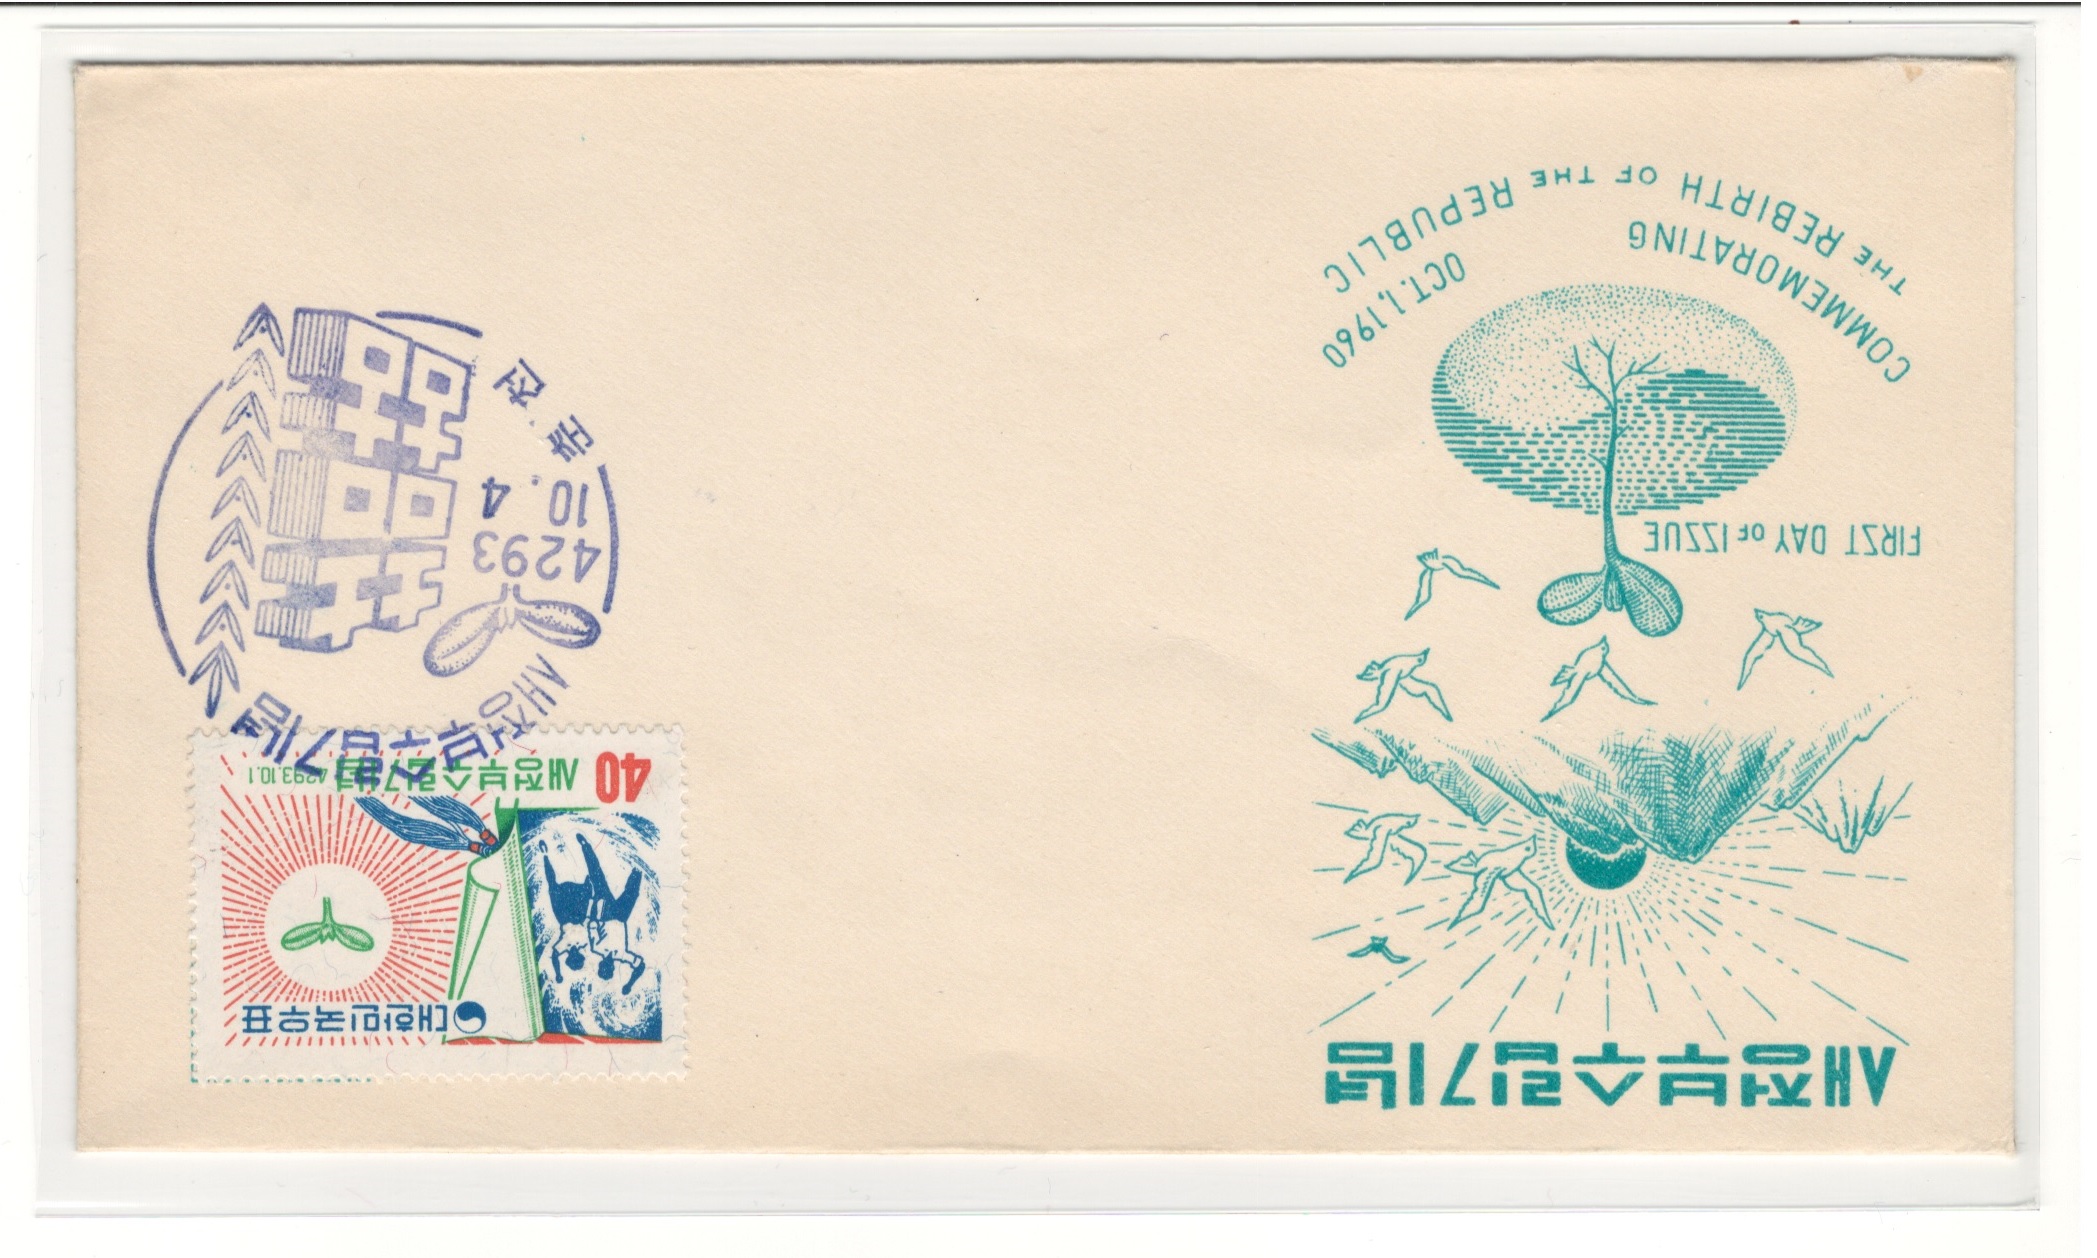 새정부수립기념
FIRST DAY OF ISSUE
COMMEMORATING
OCT. 1, 1960
THE REBIRTH OF THE REPUBLIC
대한민국우표
40 새정부수립기념 4293.10.1
새정부수립기념
4293
10.4
춘천